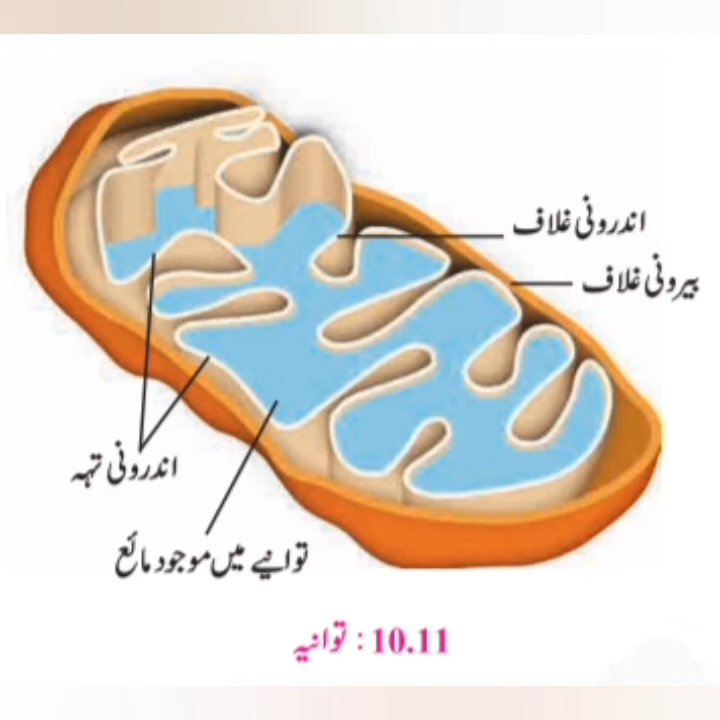 اندرونی غلاف
بیرونی غلاف
اندرونی تہہ
توانیے میں موجود مائع
10.11 : توانیہ